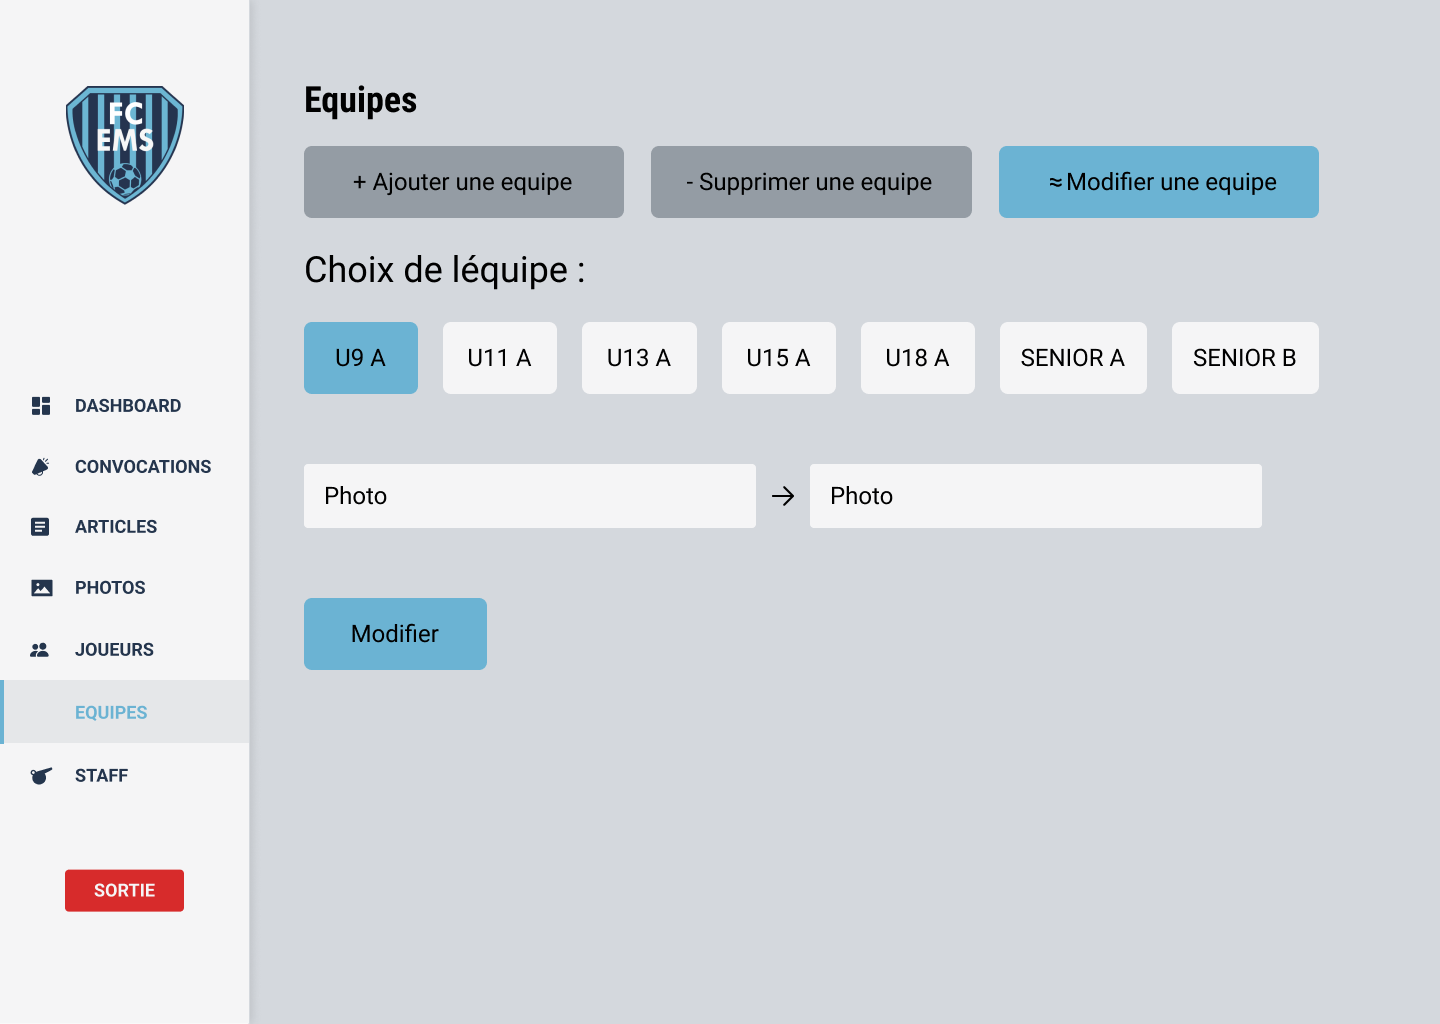 FC
EMS
DASHBOARD
CONVOCATIONS
ARTICLES
PHOTOS
JOUEURS
EQUIPES
STAFF
SORTIE
Equipes
+ Ajouter une equipe
- Supprimer une equipe
≈ Modifier une equipe
Choix de léquipe :
U9 A
U11 A
U13 A
U15 A
U18 A
SENIOR A
SENIOR B
Photo
→
Photo
Modifier